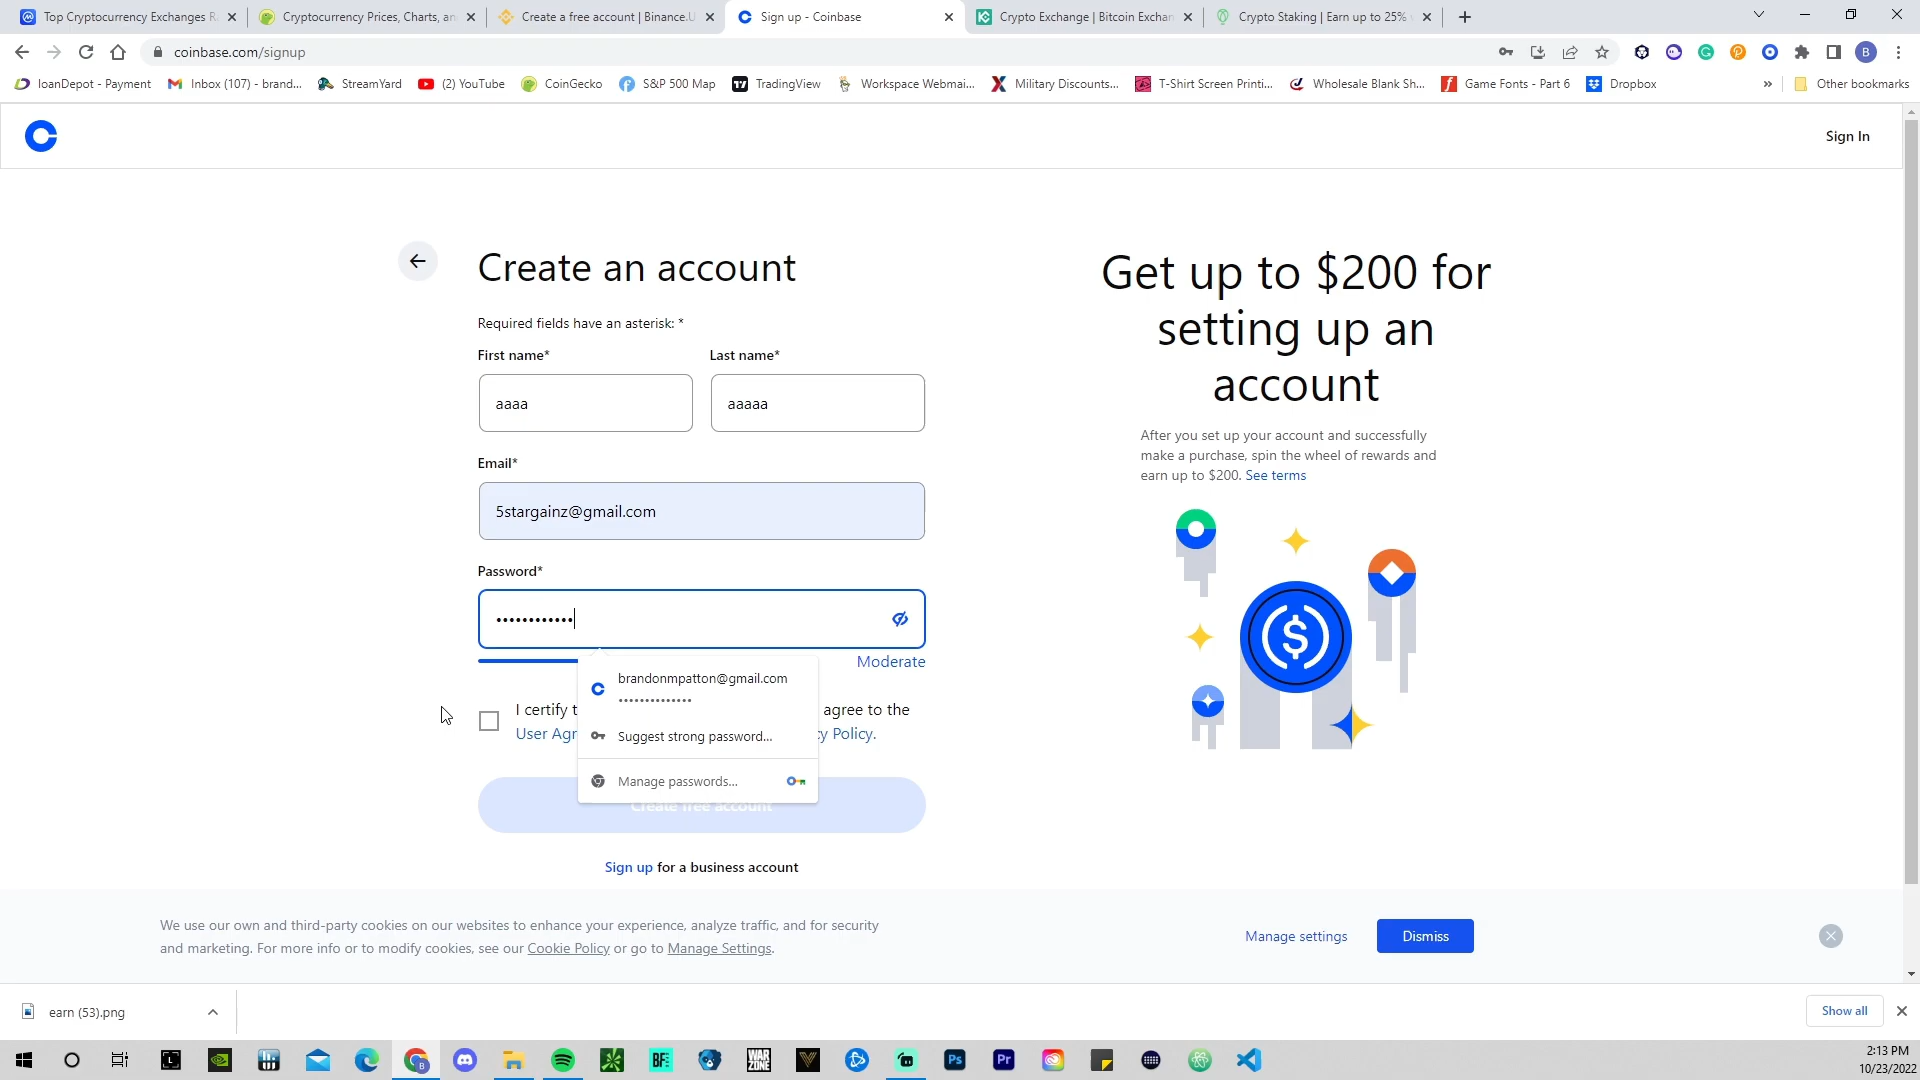 Top Cryptocurrency Exchanges R
Cryptocurrency Prices, Charts, an
Create a free account | Binance.U
Sign up - Coinbase
Crypto Exchange | Bitcoin Exchan
Crypto Staking | Earn up to 25%
coinbase.com/signup
B
loanDepot - Payment
Inbox (107) - brand...
StreamYard
(2) YouTube
CoinGecko
S&P 500 Map
TradingView
Workspace Webmai...
Military Discounts...
T-Shirt Screen Printi...
Wholesale Blank Sh...
Game Fonts - Part 6
Dropbox
»
Other bookmarks
Sign In
Create an account
Required fields have an asterisk: *
First name*
Last name*
aaaa
aaaaa
Email*
5stargainz@gmail.com
Password*
••••••••••••
Moderate
brandonmpatton@gmail.com
••••••••••••••
Suggest strong password...
Manage passwords...
I certify t
agree to the
User Agr
cy Policy.
Create free account
Sign up for a business account
Get up to $200 for
setting up an
account
After you set up your account and successfully
make a purchase, spin the wheel of rewards and
earn up to $200. See terms
We use our own and third-party cookies on our websites to enhance your experience, analyze traffic, and for security
and marketing. For more info or to modify cookies, see our Cookie Policy or go to Manage Settings.
Manage settings
Dismiss
earn (53).png
Show all
BF
WAR
ZONE
Ps
Pr
2:13 PM
10/23/2022